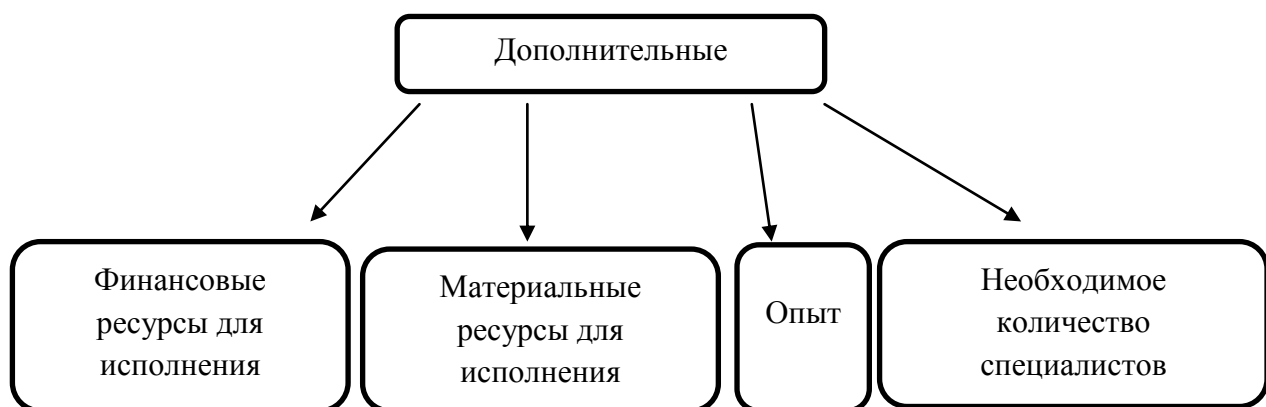 Дополнительные
Финансовые
ресурсы для
исполнения
Материальные
ресурсы для
исполнения
Опыт
Необходимое
количество
специалистов